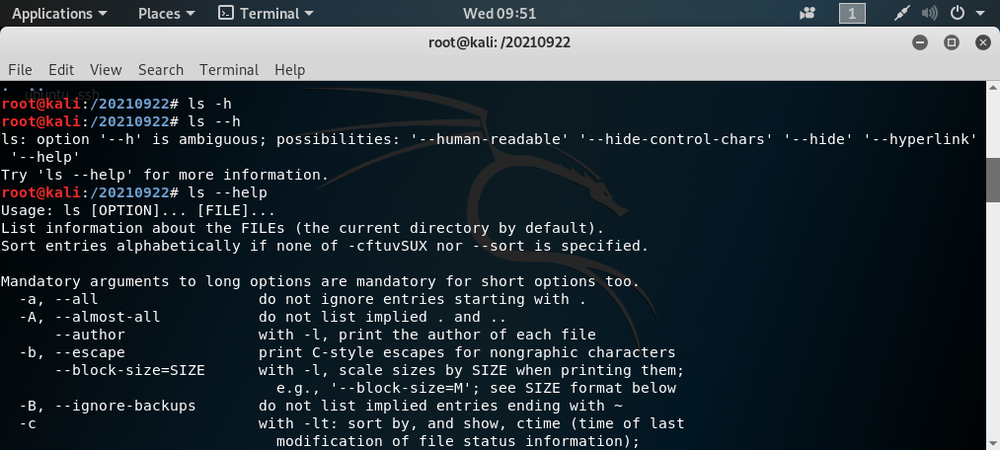 Applications Places Terminal Wed 09:51 1
root@kali: /20210922
File Edit View Search Terminal Help
. ..
ubuntu_ssh
root@kali:/20210922# ls -h
root@kali:/20210922# ls --h
ls: option '--h' is ambiguous; possibilities: '--human-readable' '--hide-control-chars' '--hide' '--hyperlink'
'--help'
Try 'ls --help' for more information.
root@kali:/20210922# ls --help
Usage: ls [OPTION]... [FILE]...
List information about the FILEs (the current directory by default).
Sort entries alphabetically if none of -cftuvSUX nor --sort is specified.
Mandatory arguments to long options are mandatory for short options too.
-a, --all do not ignore entries starting with .
-A, --almost-all do not list implied . and ..
--author with -l, print the author of each file
-b, --escape print C-style escapes for nongraphic characters
--block-size=SIZE with -l, scale sizes by SIZE when printing them;
e.g., '--block-size=M'; see SIZE format below
-B, --ignore-backups do not list implied entries ending with ~
-c with -lt: sort by, and show, ctime (time of last
modification of file status information);